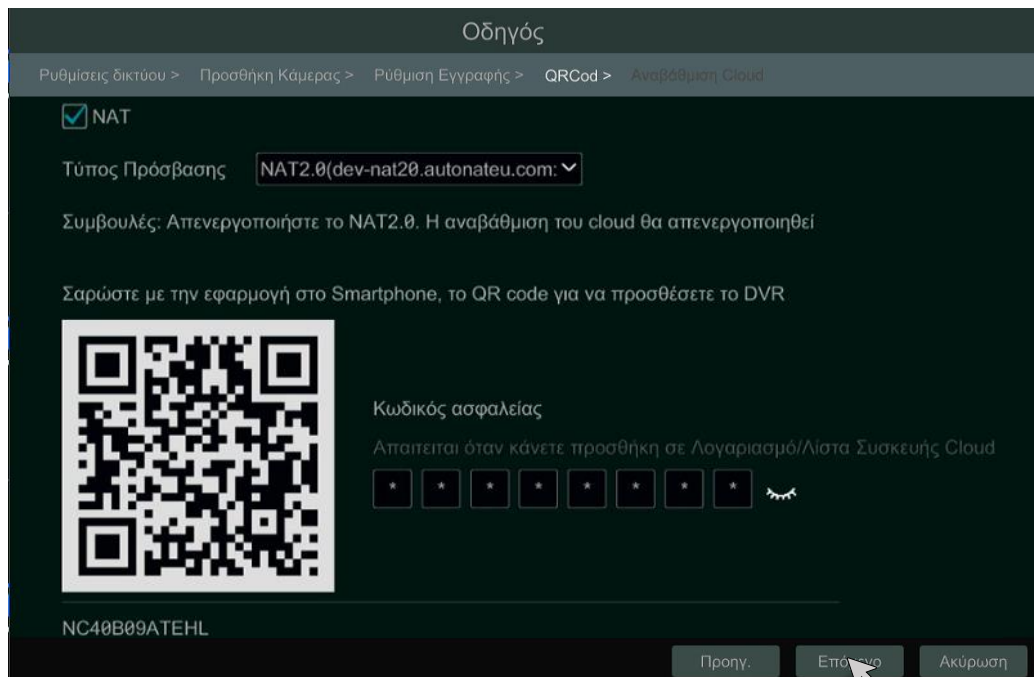 Οδηγός
Ρυθμίσεις δικτύου > Προσθήκη Κάμερας > Ρύθμιση Εγγραφής > QRCod > Αναβάθμιση Cloud
NAT
Τύπος Πρόσβασης NAT2.0(dev-nat20.autonateu.com:
Συμβουλές: Απενεργοποιήστε το NAT2.0. Η αναβάθμιση του cloud θα απενεργοποιηθεί
Σαρώστε με την εφαρμογή στο Smartphone, το QR code για να προσθέσετε το DVR
Κωδικός ασφαλείας
Απαιτειται όταν κάνετε προσθήκη σε Λογαριασμό/Λίστα Συσκευής Cloud
* * * * * * * *
NC40B09ATEHL
Προηγ. Επόμενο Ακύρωση